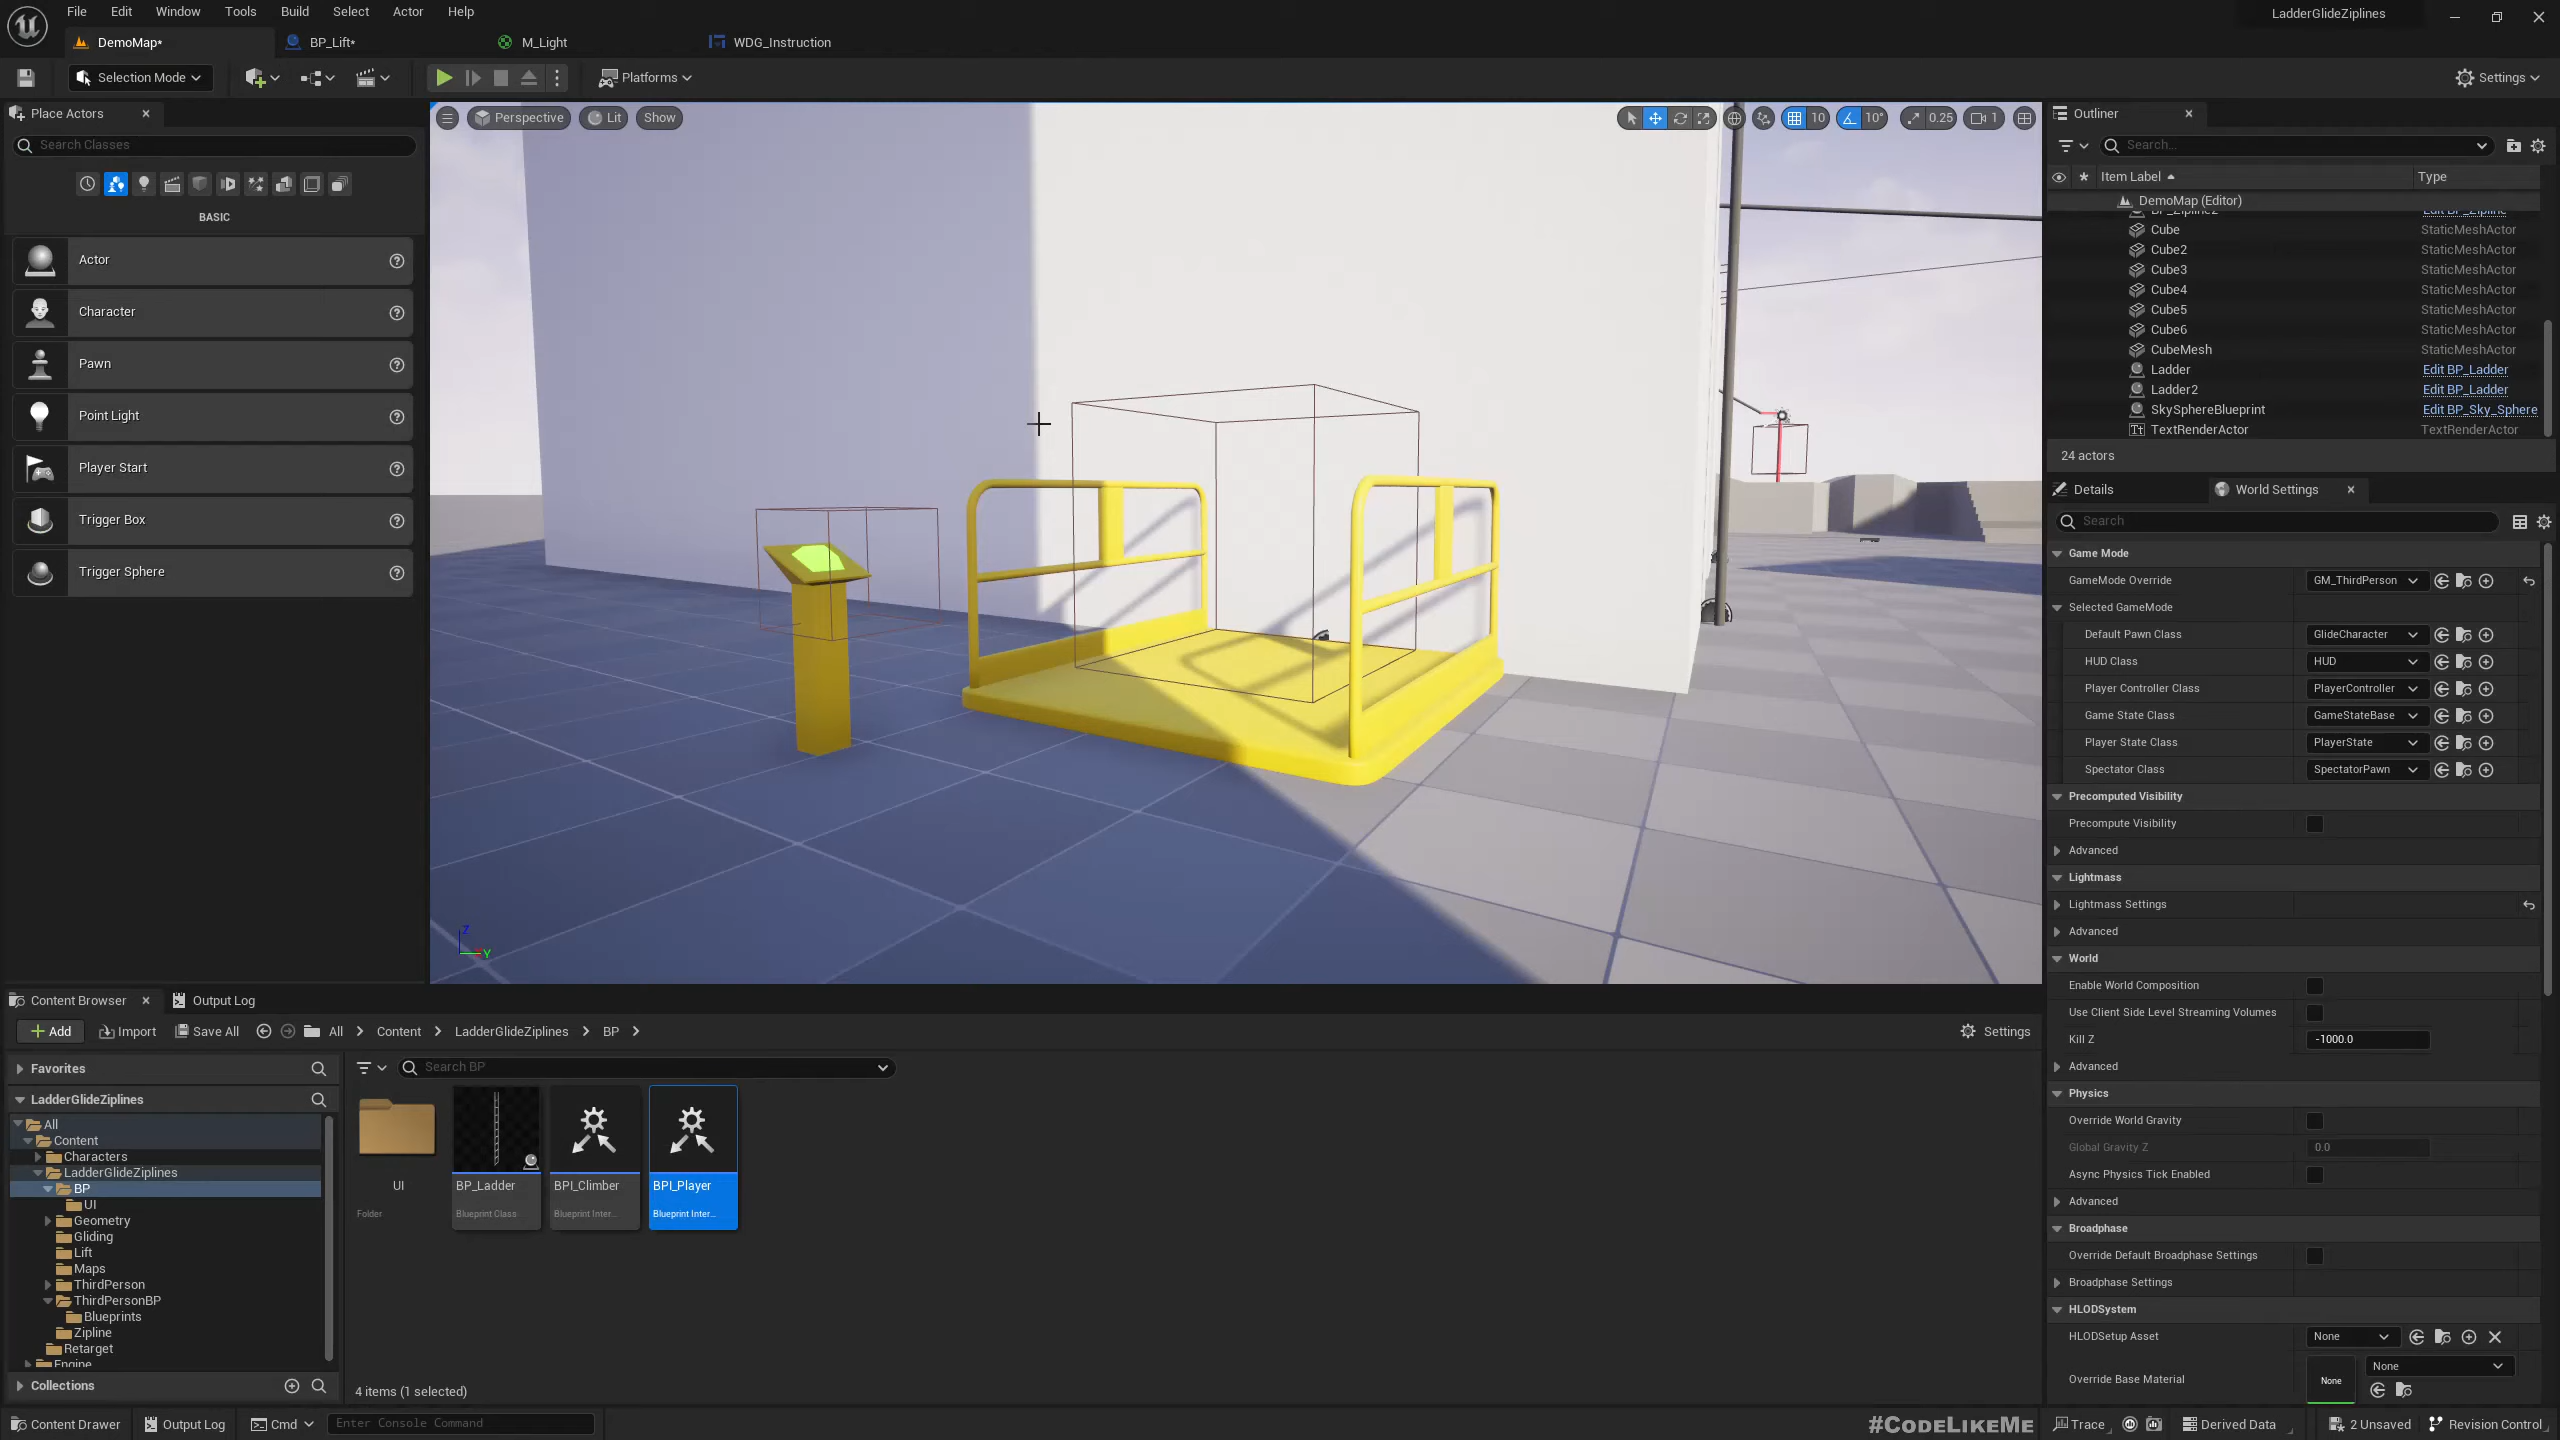 File Edit Window Tools Build Select Actor Help
LadderGlideZiplines
DemoMap* BP_Lift* M_Light WDG_Instruction
Selection Mode Platforms Settings
Place Actors
Search Classes
BASIC
Actor
Character
Pawn
Point Light
Player Start
Trigger Box
Trigger Sphere
Perspective Lit Show 10 10° 0.25 1
Z
Y
Outliner
Search...
Item Label Type
DemoMap (Editor)
BP_Zipline2 Edit BP_Zipline
Cube StaticMeshActor
Cube2 StaticMeshActor
Cube3 StaticMeshActor
Cube4 StaticMeshActor
Cube5 StaticMeshActor
Cube6 StaticMeshActor
CubeMesh StaticMeshActor
Ladder Edit BP_Ladder
Ladder2 Edit BP_Ladder
SkySphereBlueprint Edit BP_Sky_Sphere
TextRenderActor TextRenderActor
24 actors
Details World Settings
Search
Game Mode
GameMode Override GM_ThirdPerson
Selected GameMode
Default Pawn Class GlideCharacter
HUD Class HUD
Player Controller Class PlayerController
Game State Class GameStateBase
Player State Class PlayerState
Spectator Class SpectatorPawn
Precomputed Visibility
Precompute Visibility
Advanced
Lightmass
Lightmass Settings
Advanced
World
Enable World Composition
Use Client Side Level Streaming Volumes
Kill Z -1000.0
Advanced
Physics
Override World Gravity
Global Gravity Z 0.0
Async Physics Tick Enabled
Advanced
Broadphase
Override Default Broadphase Settings
Broadphase Settings
HLODSystem
HLODSetup Asset None
Override Base Material None None
Content Browser Output Log
Add Import Save All All Content LadderGlideZiplines BP Settings
Favorites
LadderGlideZiplines
All
Content
Characters
LadderGlideZiplines
BP
UI
Geometry
Gliding
Lift
Maps
ThirdPerson
ThirdPersonBP
Blueprints
Zipline
Retarget
Engine
Collections
Search BP
UI BP_Ladder BPI_Climber BPI_Player
Folder Blueprint Class Blueprint Inter... Blueprint Inter...
4 items (1 selected)
Content Drawer Output Log Cmd Enter Console Command #CodeLikeMe Trace Derived Data 2 Unsaved Revision Control